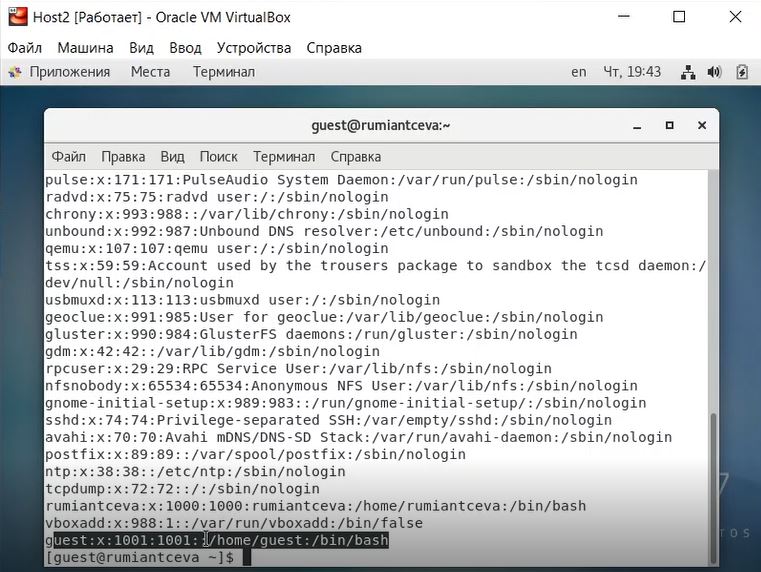 Host2 [Работает] - Oracle VM VirtualBox
Файл Машина Вид Ввод Устройства Справка
Приложения Места Терминал en Чт, 19:43
guest@rumiantceva:~
Файл Правка Вид Поиск Терминал Справка
pulse:x:171:171:PulseAudio System Daemon:/var/run/pulse:/sbin/nologin
radvd:x:75:75:radvd user:/:/sbin/nologin
chrony:x:993:988::/var/lib/chrony:/sbin/nologin
unbound:x:992:987:Unbound DNS resolver:/etc/unbound:/sbin/nologin
qemu:x:107:107:qemu user:/:/sbin/nologin
tss:x:59:59:Account used by the trousers package to sandbox the tcsd daemon:/
dev/null:/sbin/nologin
usbmuxd:x:113:113:usbmuxd user:/:/sbin/nologin
geoclue:x:991:985:User for geoclue:/var/lib/geoclue:/sbin/nologin
gluster:x:990:984:GlusterFS daemons:/run/gluster:/sbin/nologin
gdm:x:42:42::/var/lib/gdm:/sbin/nologin
rpcuser:x:29:29:RPC Service User:/var/lib/nfs:/sbin/nologin
nfsnobody:x:65534:65534:Anonymous NFS User:/var/lib/nfs:/sbin/nologin
gnome-initial-setup:x:989:983::/run/gnome-initial-setup/:/sbin/nologin
sshd:x:74:74:Privilege-separated SSH:/var/empty/sshd:/sbin/nologin
avahi:x:70:70:Avahi mDNS/DNS-SD Stack:/var/run/avahi-daemon:/sbin/nologin
postfix:x:89:89::/var/spool/postfix:/sbin/nologin
ntp:x:38:38::/etc/ntp:/sbin/nologin
tcpdump:x:72:72::/:/sbin/nologin
rumiantceva:x:1000:1000:rumiantceva:/home/rumiantceva:/bin/bash
vboxadd:x:988:1::/var/run/vboxadd:/bin/false
guest:x:1001:1001::/home/guest:/bin/bash
[guest@rumiantceva ~]$
7
TOS